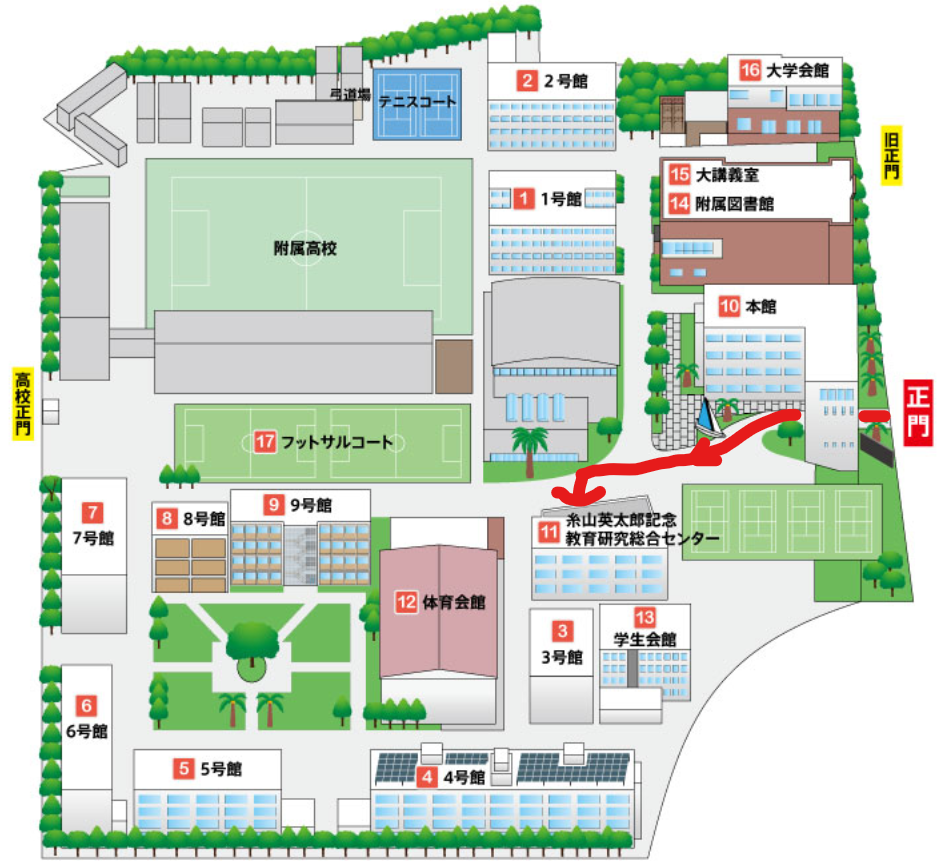 16 大学会館
2 2号館
弓道場
テニスコート
旧正門
15 大講義室
14 附属図書館
1 1号館
附属高校
10 本館
高校正門
正門
17 フットサルコート
7
7号館
8 8号館
9 9号館
11 糸山英太郎記念
教育研究総合センター
12 体育会館
3
3号館
13
学生会館
6
6号館
5 5号館
4 4号館